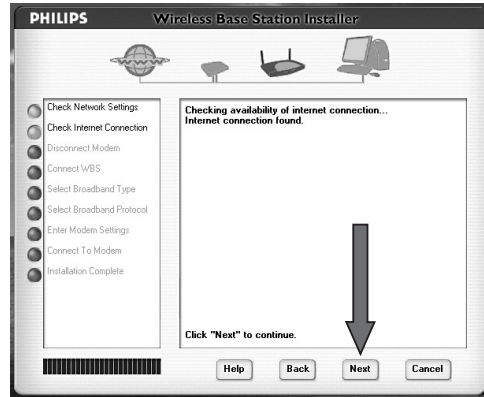 PHILIPS Wireless Base Station Installer
Check Network Settings
Check Internet Connection
Disconnect Modem
Connect WBS
Select Broadband Type
Select Broadband Protocol
Enter Modem Settings
Connect To Modem
Installation Complete
Checking availability of internet connection...
Internet connection found.
Click "Next" to continue.
Help Back Next Cancel